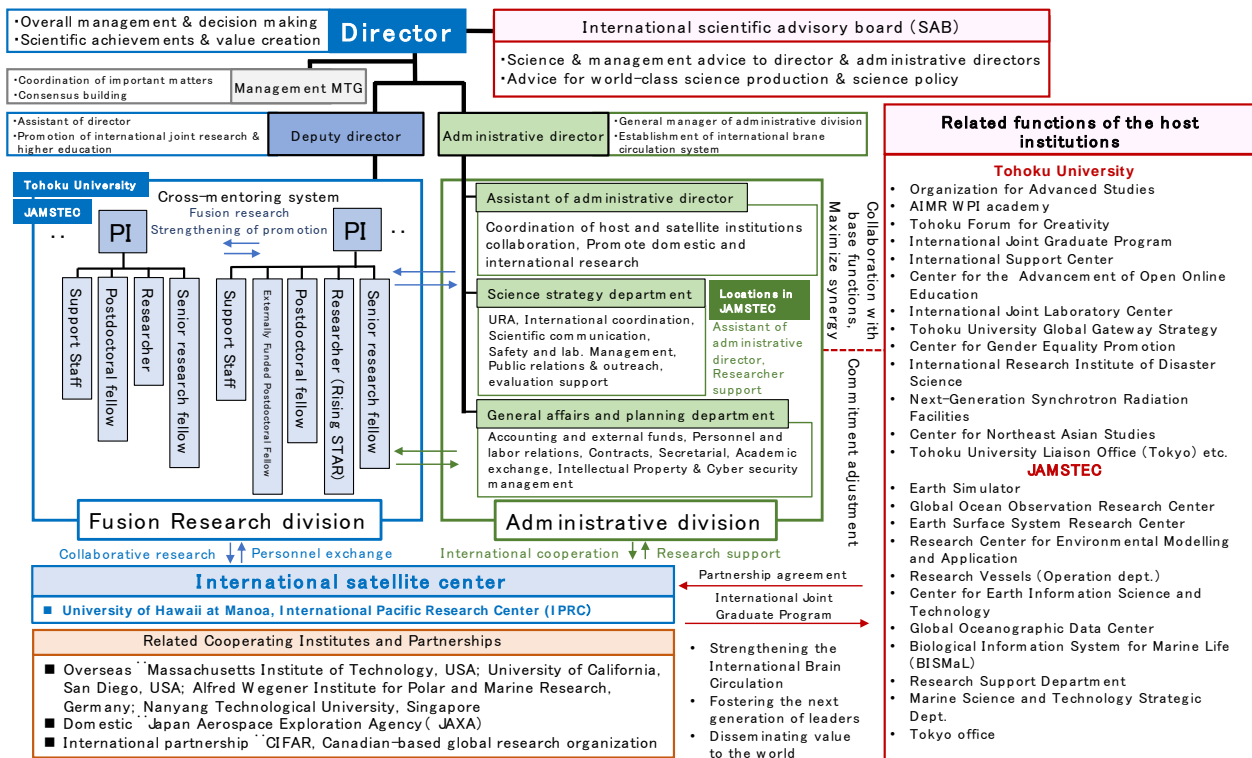 •Overall management & decision making
•Scientific achievements & value creation
Director
International scientific advisory board (SAB)
•Science & management advice to director & administrative directors
•Advice for world-class science production & science policy
•Coordination of important matters
•Consensus building
Management MTG
•Assistant of director
•Promotion of international joint research &
higher education
Deputy director
Administrative director
•General manager of administrative division
•Establishment of international brane
circulation system
Tohoku University
JAMSTEC
Cross-mentoring system
Fusion research
Strengthening of promotion
..
PI
PI
..
Support Staff
Postdoctoral fellow
Researcher
Senior research fellow
Support Staff
Externally Funded Postdoctoral Fellow
Postdoctoral fellow
Researcher (Rising STAR)
Senior research fellow
Fusion Research division
Assistant of administrative director
Coordination of host and satellite institutions
collaboration, Promote domestic and
international research
Science strategy department
URA, International coordination,
Scientific communication,
Safety and lab. Management,
Public relations & outreach,
evaluation support
Locations in
JAMSTEC
Assistant of
administrative
director,
Researcher
support
General affairs and planning department
Accounting and external funds, Personnel and
labor relations, Contracts, Secretarial, Academic
exchange, Intellectual Property & Cyber security
management
Administrative division
Collaboration with
base functions,
Maximize synergy
Commitment adjustment
Collaborative research
Personnel exchange
International cooperation
Research support
International satellite center
■ University of Hawaii at Manoa, International Pacific Research Center (IPRC)
Related Cooperating Institutes and Partnerships
■ Overseas ¨Massachusetts Institute of Technology, USA; University of California,
San Diego, USA; Alfred Wegener Institute for Polar and Marine Research,
Germany; Nanyang Technological University, Singapore
■ Domestic ¨Japan Aerospace Exploration Agency( JAXA)
■ International partnership ¨CIFAR, Canadian-based global research organization
Partnership agreement
International Joint
Graduate Program
• Strengthening the
International Brain
Circulation
• Fostering the next
generation of leaders
• Disseminating value
to the world
Related functions of the host
institutions
Tohoku University
• Organization for Advanced Studies
• AIMR WPI academy
• Tohoku Forum for Creativity
• International Joint Graduate Program
• International Support Center
• Center for the Advancement of Open Online
Education
• International Joint Laboratory Center
• Tohoku University Global Gateway Strategy
• Center for Gender Equality Promotion
• International Research Institute of Disaster
Science
• Next-Generation Synchrotron Radiation
Facilities
• Center for Northeast Asian Studies
• Tohoku University Liaison Office (Tokyo) etc.
JAMSTEC
• Earth Simulator
• Global Ocean Observation Research Center
• Earth Surface System Research Center
• Research Center for Environmental Modelling
and Application
• Research Vessels (Operation dept.)
• Center for Earth Information Science and
Technology
• Global Oceanographic Data Center
• Biological Information System for Marine Life
(BISMaL)
• Research Support Department
• Marine Science and Technology Strategic
Dept.
• Tokyo office